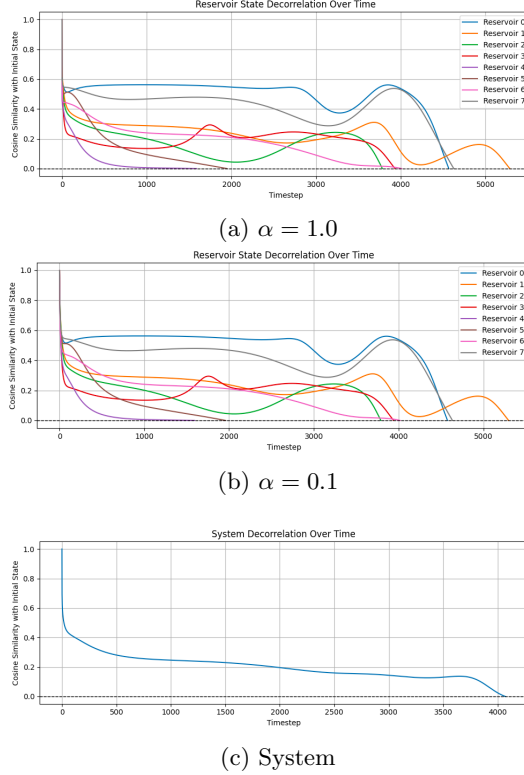 Reservoir State Decorrelation Over Time
Cosine Similarity with Initial State
1.0
0.8
0.6
0.4
0.2
0.0
0
1000
2000
3000
4000
5000
Timestep
Reservoir 0
Reservoir 1
Reservoir 2
Reservoir 3
Reservoir 4
Reservoir 5
Reservoir 6
Reservoir 7
(a) α = 1.0
Reservoir State Decorrelation Over Time
Cosine Similarity with Initial State
1.0
0.8
0.6
0.4
0.2
0.0
0
1000
2000
3000
4000
5000
Timestep
Reservoir 0
Reservoir 1
Reservoir 2
Reservoir 3
Reservoir 4
Reservoir 5
Reservoir 6
Reservoir 7
(b) α = 0.1
System Decorrelation Over Time
Cosine Similarity with Initial State
1.0
0.8
0.6
0.4
0.2
0.0
0
500
1000
1500
2000
2500
3000
3500
4000
Timestep
(c) System